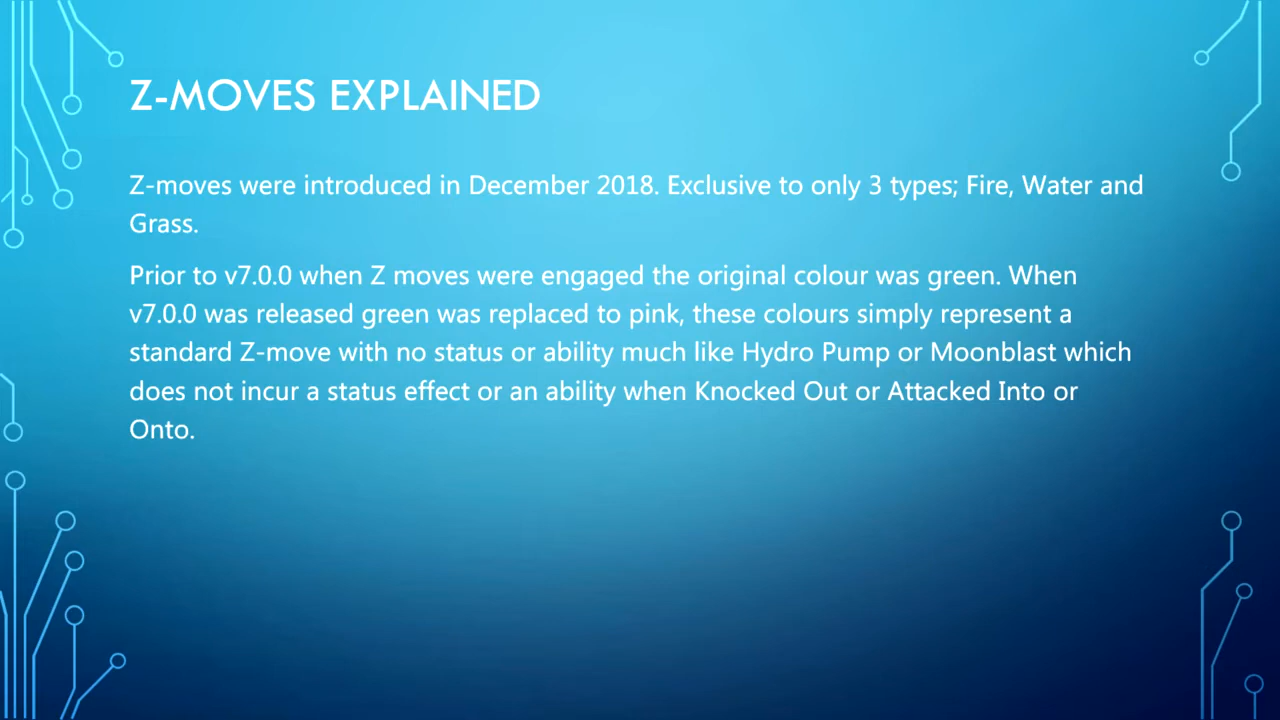 Z-MOVES EXPLAINED
Z-moves were introduced in December 2018. Exclusive to only 3 types; Fire, Water and
Grass.
Prior to v7.0.0 when Z moves were engaged the original colour was green. When
v7.0.0 was released green was replaced to pink, these colours simply represent a
standard Z-move with no status or ability much like Hydro Pump or Moonblast which
does not incur a status effect or an ability when Knocked Out or Attacked Into or
Onto.